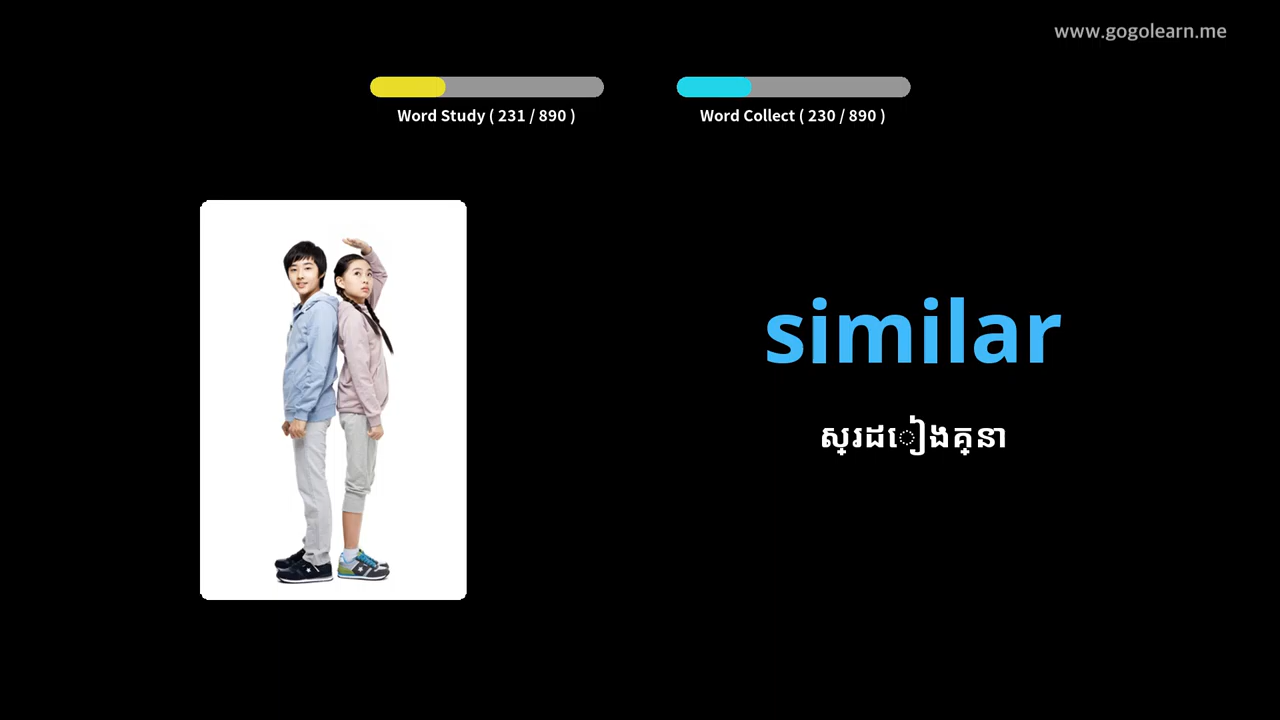 www.gogolearn.me
Word Study ( 231 / 890 )
Word Collect ( 230 / 890 )
similar
ស្រដៀងគ្នា